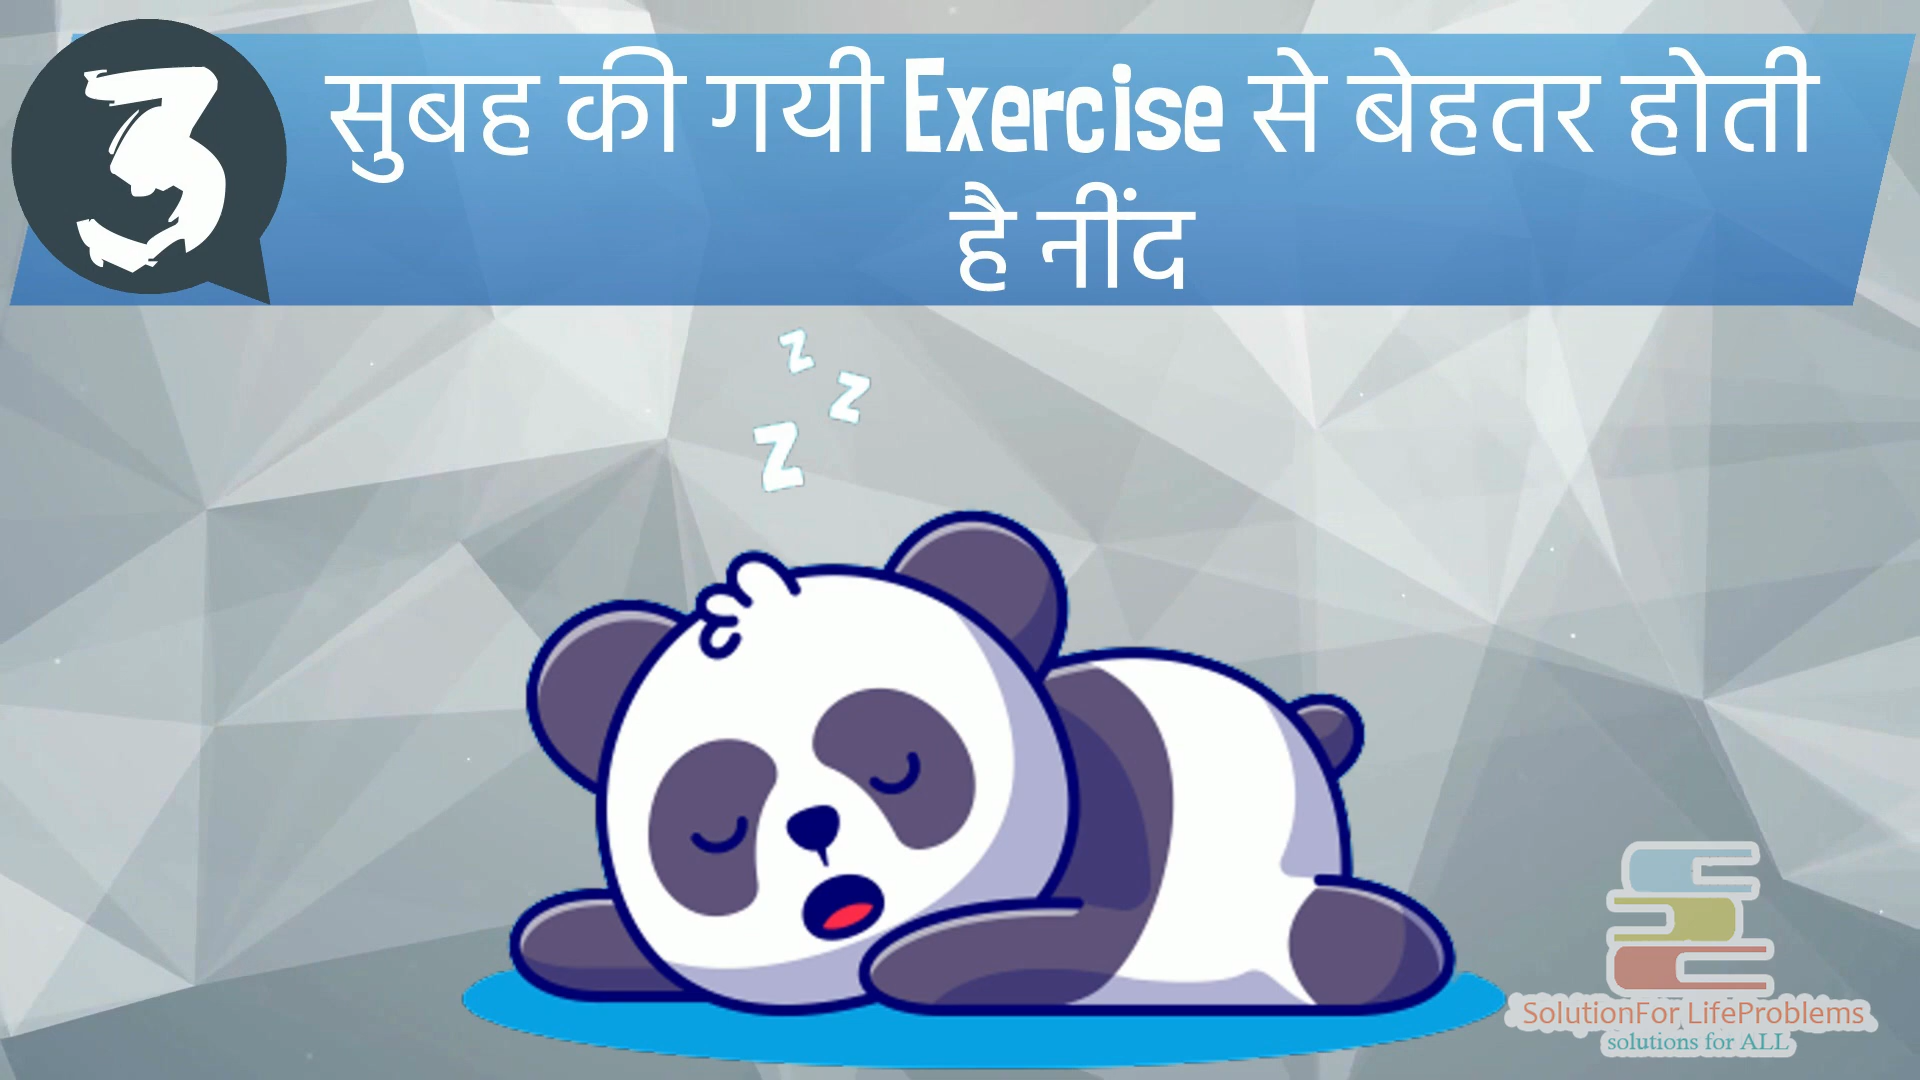 3
सुबह की गयी Exercise से बेहतर होती
है नींद
z
z
z
SolutionFor LifeProblems
solutions for ALL